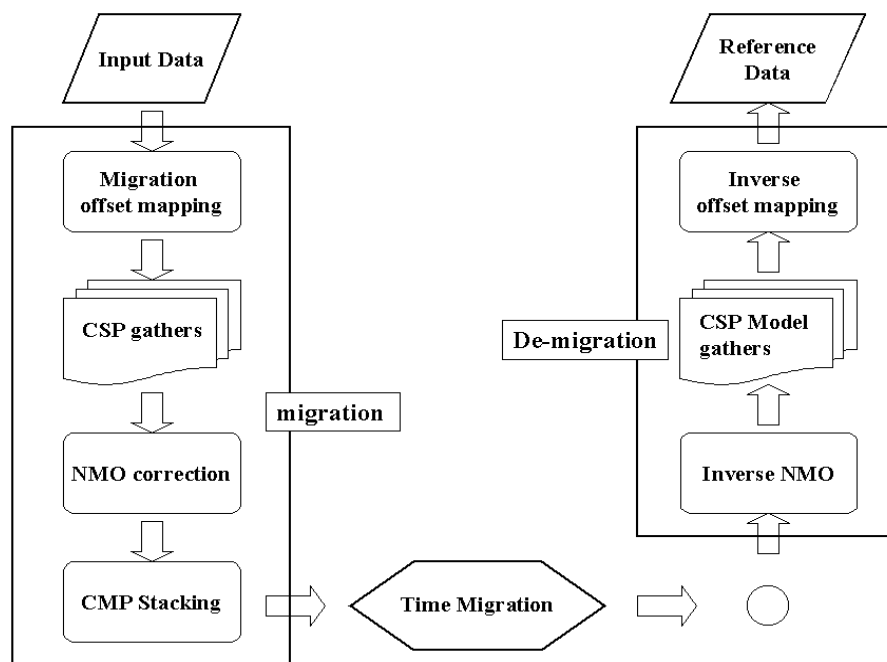 Input Data
Migration
offset mapping
CSP gathers
migration
NMO correction
CMP Stacking
Time Migration
Reference
Data
Inverse
offset mapping
CSP Model
gathers
De-migration
Inverse NMO